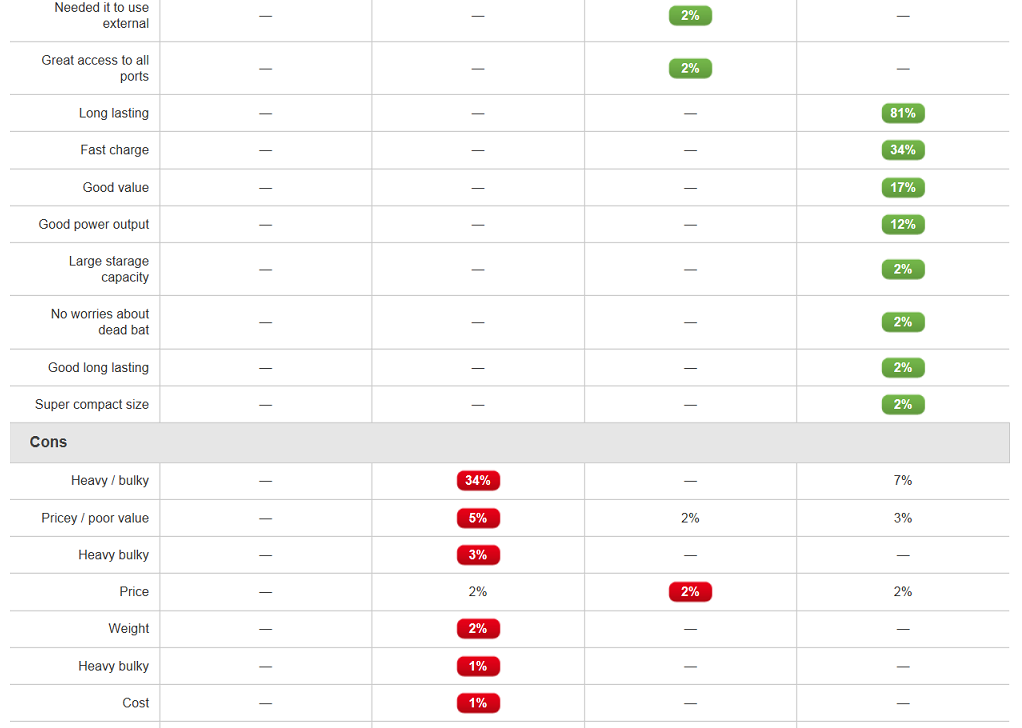 Needed it to use
external — — 2% —
Great access to all
ports — — 2% —
Long lasting — — — 81%
Fast charge — — — 34%
Good value — — — 17%
Good power output — — — 12%
Large starage
capacity — — — 2%
No worries about
dead bat — — — 2%
Good long lasting — — — 2%
Super compact size — — — 2%
Cons
Heavy / bulky — 34% — 7%
Pricey / poor value — 5% 2% 3%
Heavy bulky — 3% — —
Price — 2% 2% 2%
Weight — 2% — —
Heavy bulky — 1% — —
Cost — 1% — —